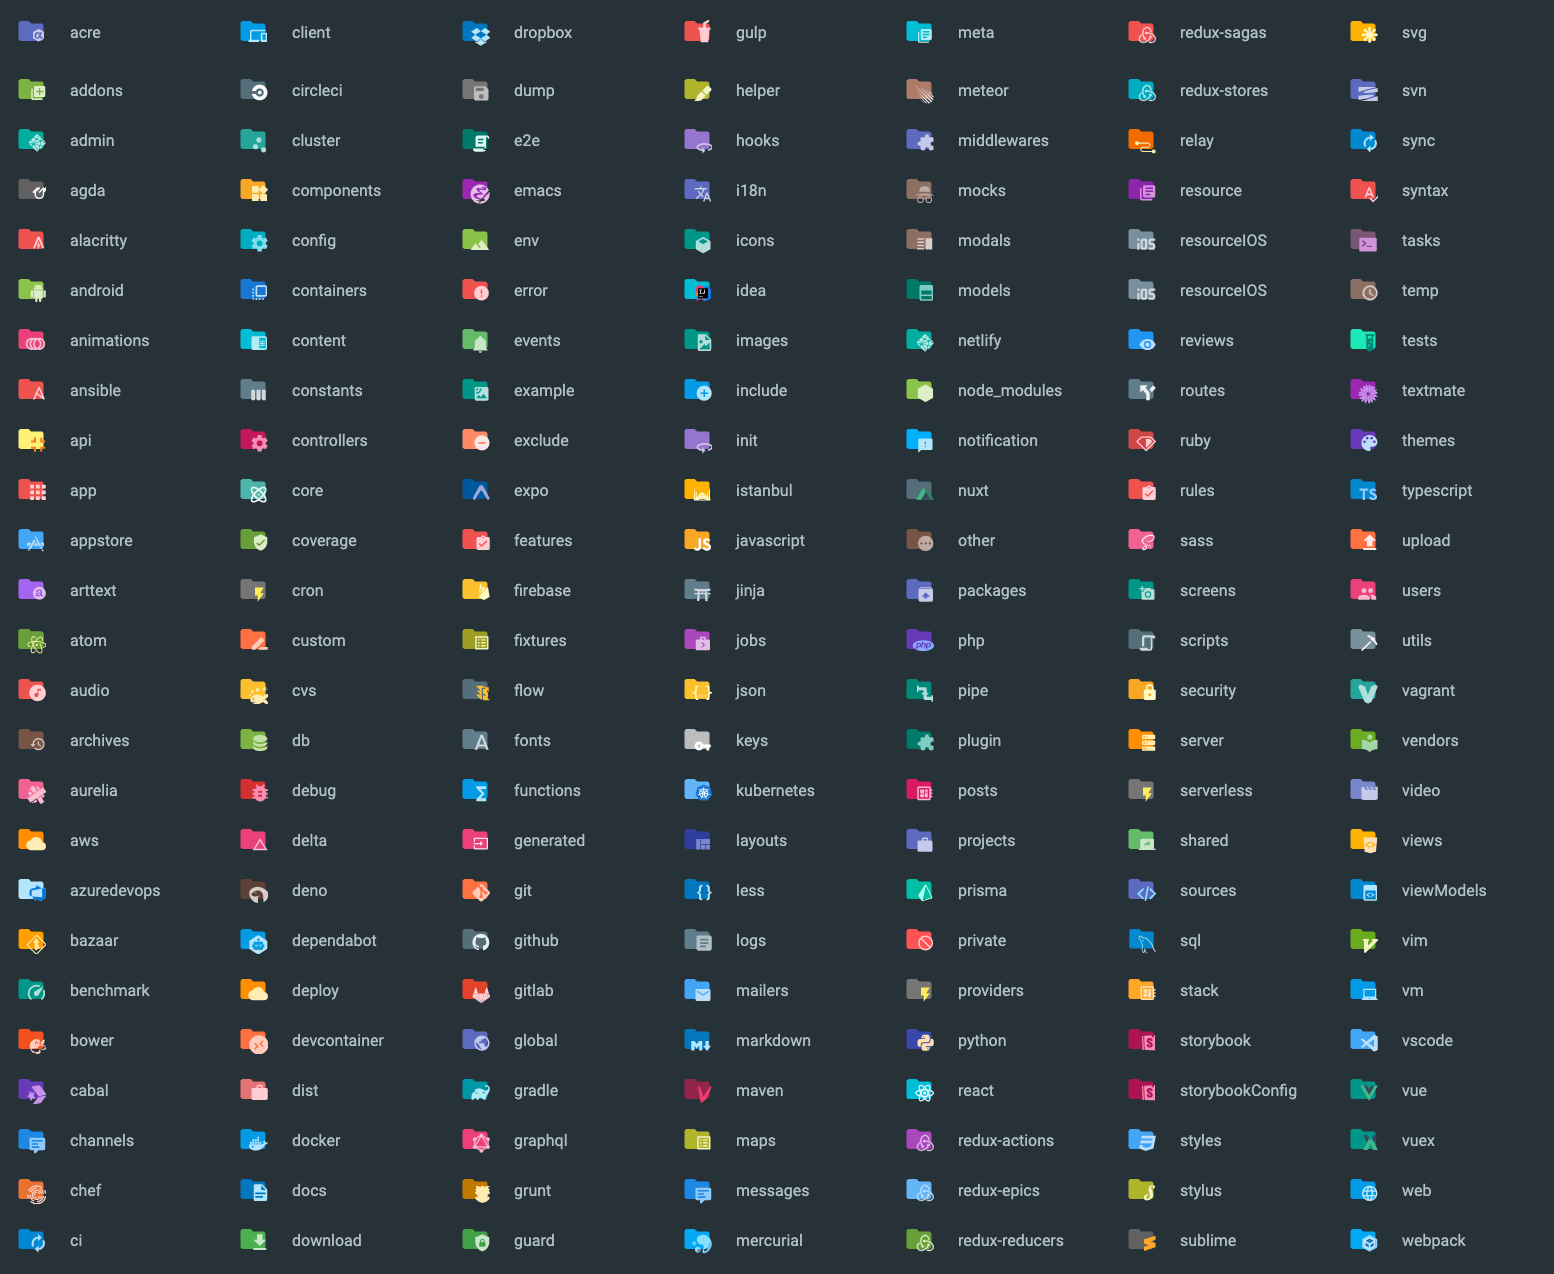 acre
addons
admin
agda
alacritty
android
animations
ansible
api
app
appstore
arttext
atom
audio
archives
aurelia
aws
azuredevops
bazaar
benchmark
bower
cabal
channels
chef
ci
client
circleci
cluster
components
config
containers
content
constants
controllers
core
coverage
cron
custom
cvs
db
debug
delta
deno
dependabot
deploy
devcontainer
dist
docker
docs
download
dropbox
dump
e2e
emacs
env
error
events
example
exclude
expo
features
firebase
fixtures
flow
fonts
functions
generated
git
github
gitlab
global
gradle
graphql
grunt
guard
gulp
helper
hooks
i18n
icons
idea
images
include
init
istanbul
JS javascript
jinja
jobs
json
keys
kubernetes
layouts
less
logs
mailers
markdown
maven
maps
messages
mercurial
meta
meteor
middlewares
mocks
modals
models
netlify
node_modules
notification
nuxt
other
packages
php php
pipe
plugin
posts
projects
prisma
private
providers
python
react
redux-actions
redux-epics
redux-reducers
redux-sagas
redux-stores
relay
resource
iOS resourceIOS
iOS resourceIOS
reviews
routes
ruby
rules
sass
screens
scripts
security
server
serverless
shared
sources
sql
stack
storybook
storybookConfig
styles
stylus
sublime
svg
svn
sync
syntax
tasks
temp
tests
textmate
themes
TS typescript
upload
users
utils
vagrant
vendors
video
views
viewModels
vim
vm
vscode
vue
vuex
web
webpack